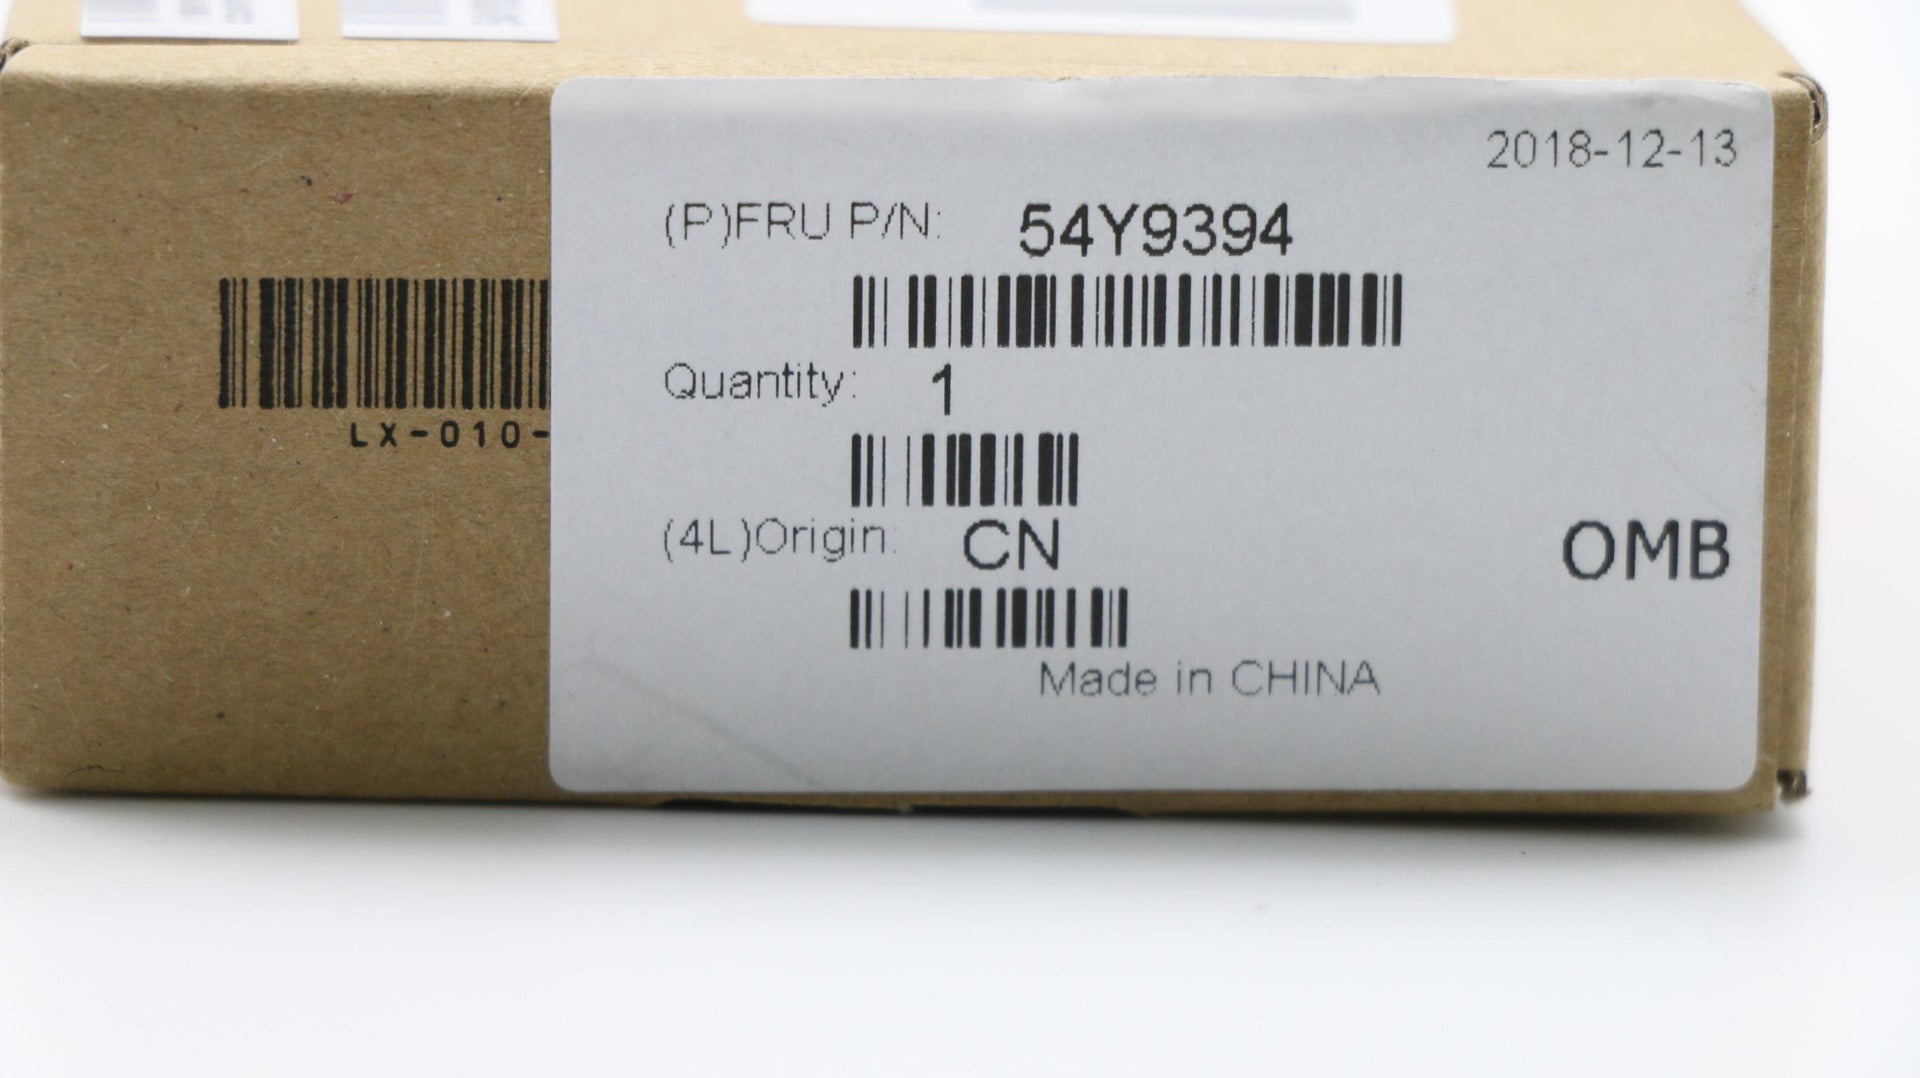 2018-12-13
(P)FRU P/N: 54Y9394
Quantity: 1
LX-010-
(4L)Origin: CN
OMB
Made in CHINA